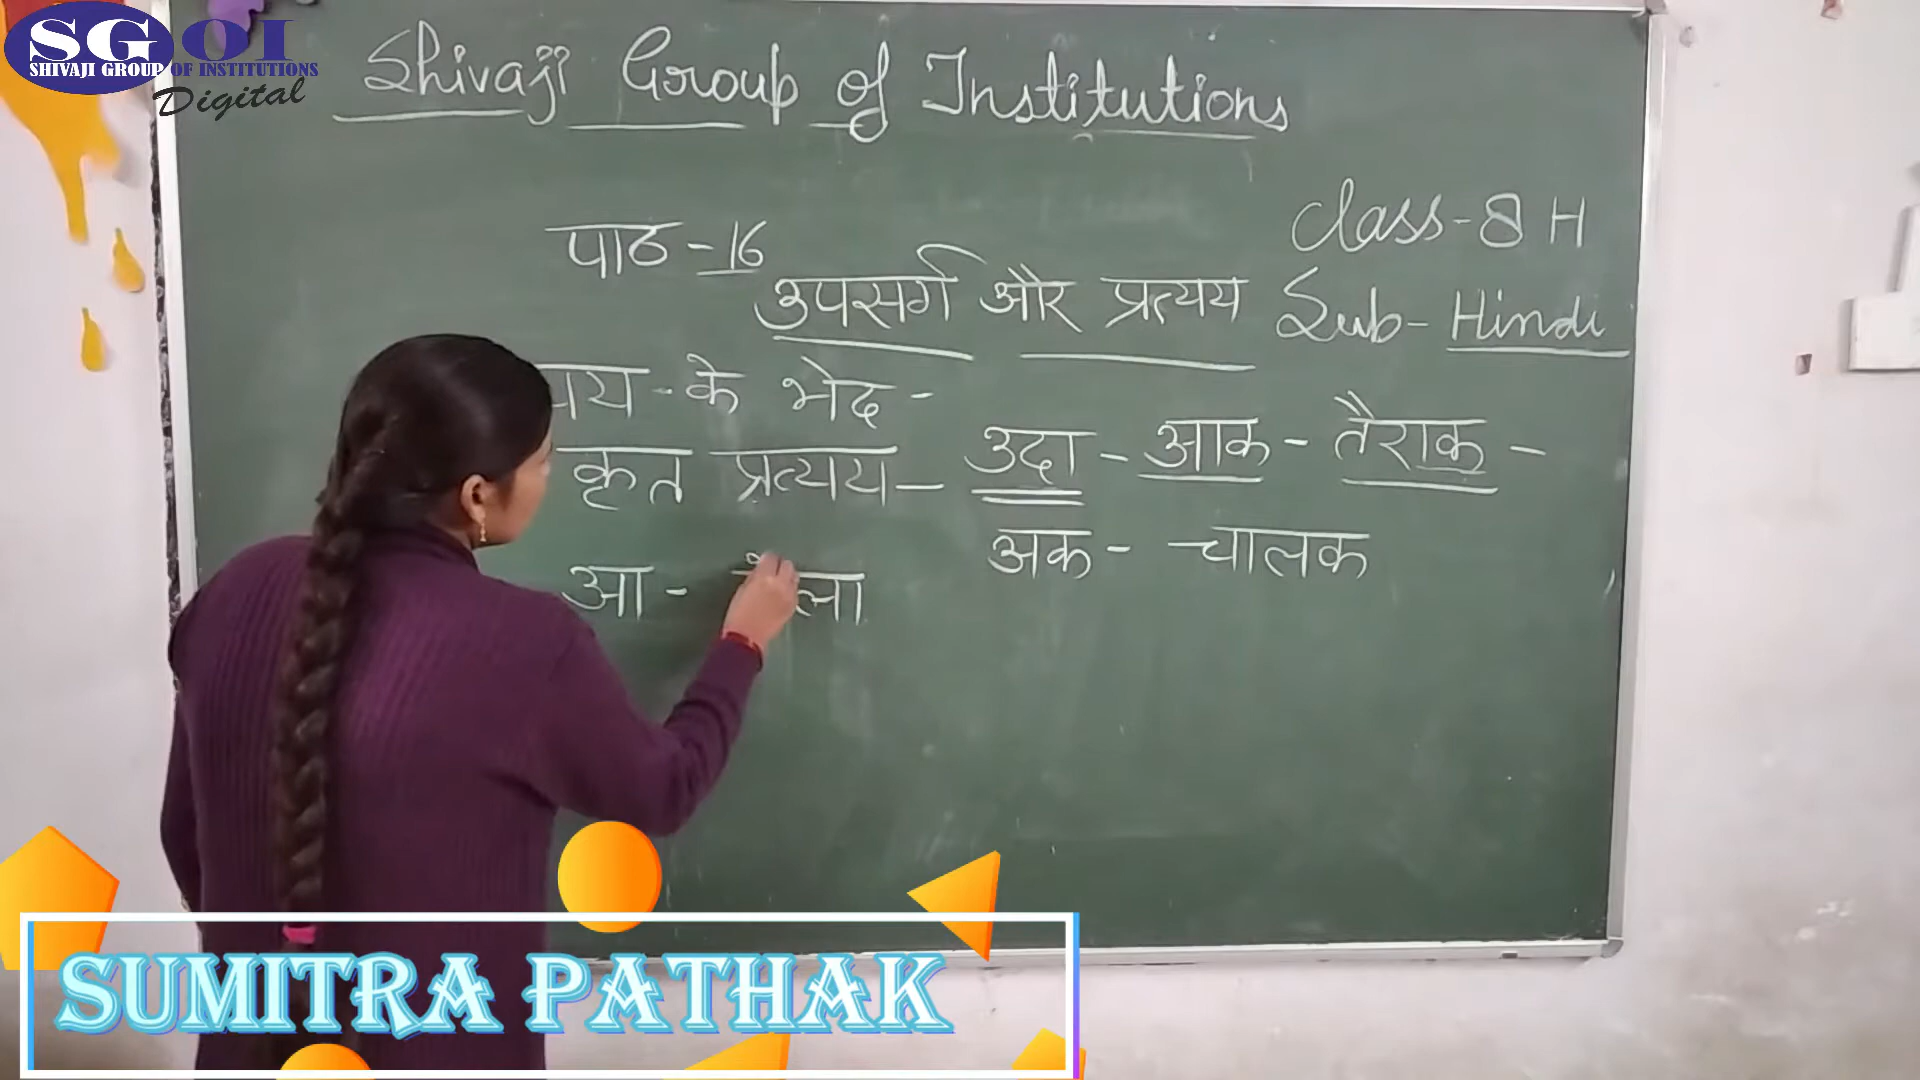 SGOI
SHIVAJI GROUP OF INSTITUTIONS
Digital
Shivaji Group of Institutions
Class-8 H
पाठ-16
उपसर्ग और प्रत्यय
Sub-Hindi
के भेद-
कृत प्रत्यय- उदा - आक - तैराक -
अक - चालक
आ -
SUMITRA PATHAK